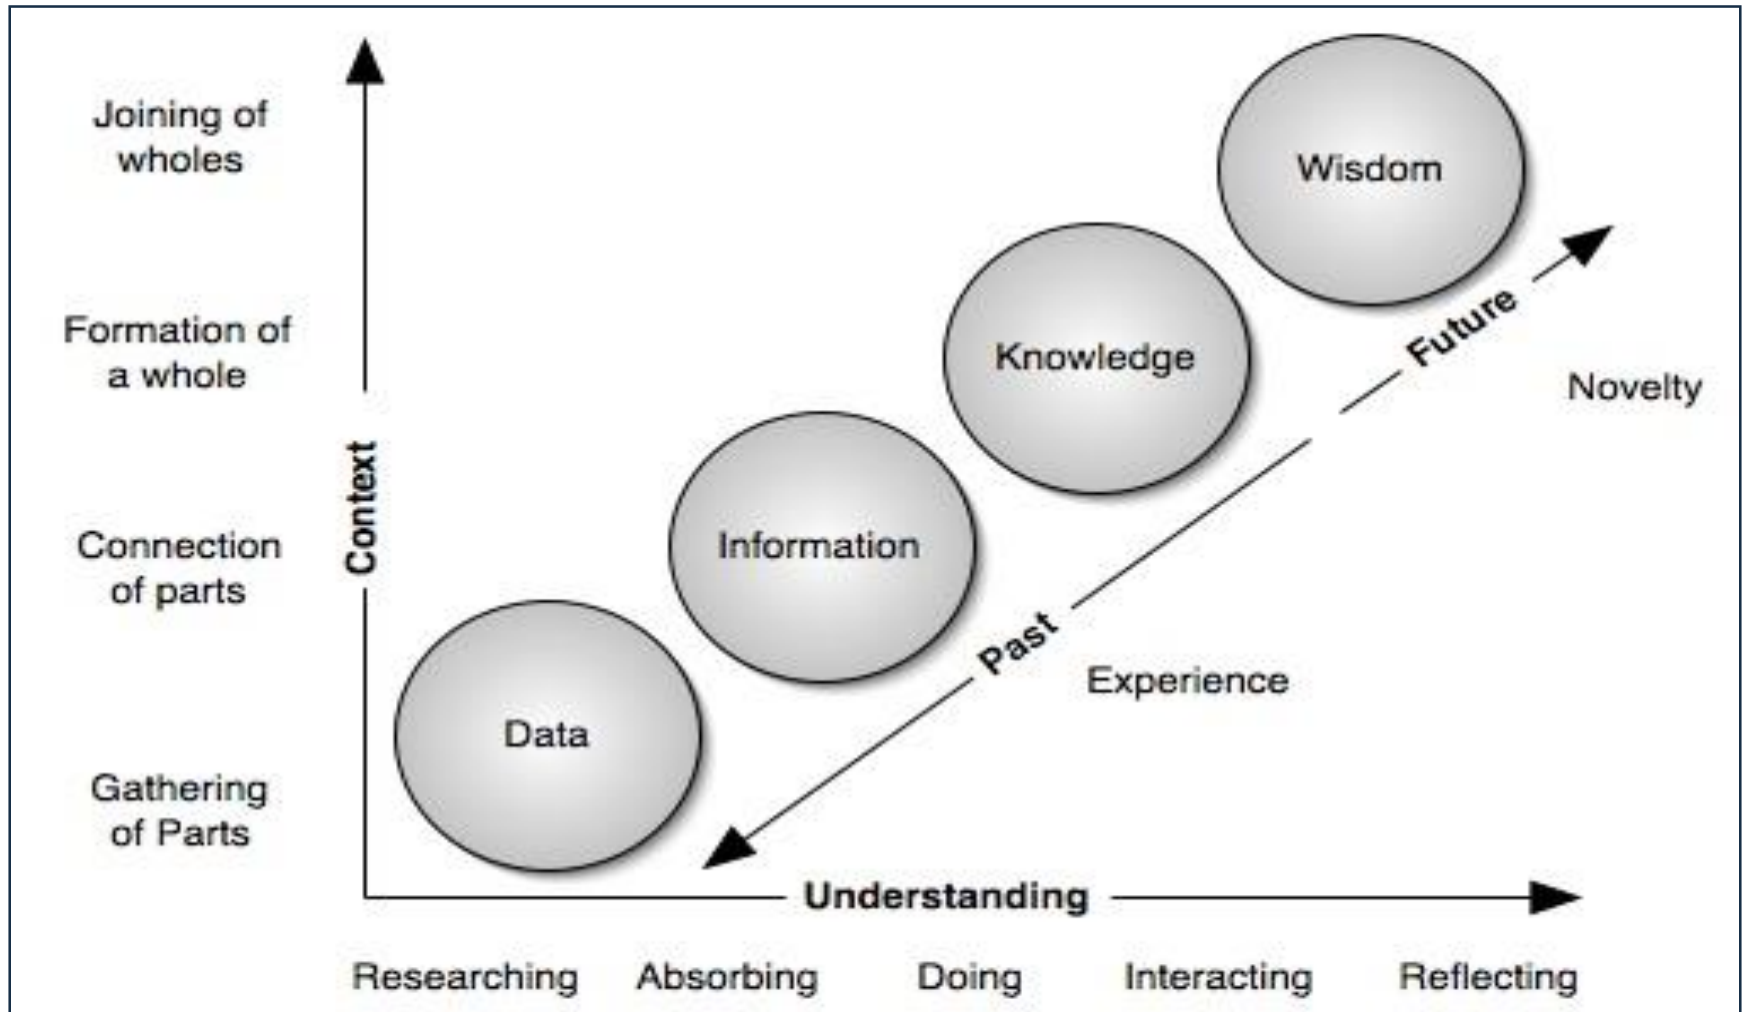 Joining of
wholes
Wisdom
Future
Formation of
a whole
Knowledge
Novelty
Context
Connection
of parts
Information
Past
Experience
Data
Gathering
of Parts
Understanding
Researching Absorbing Doing Interacting Reflecting